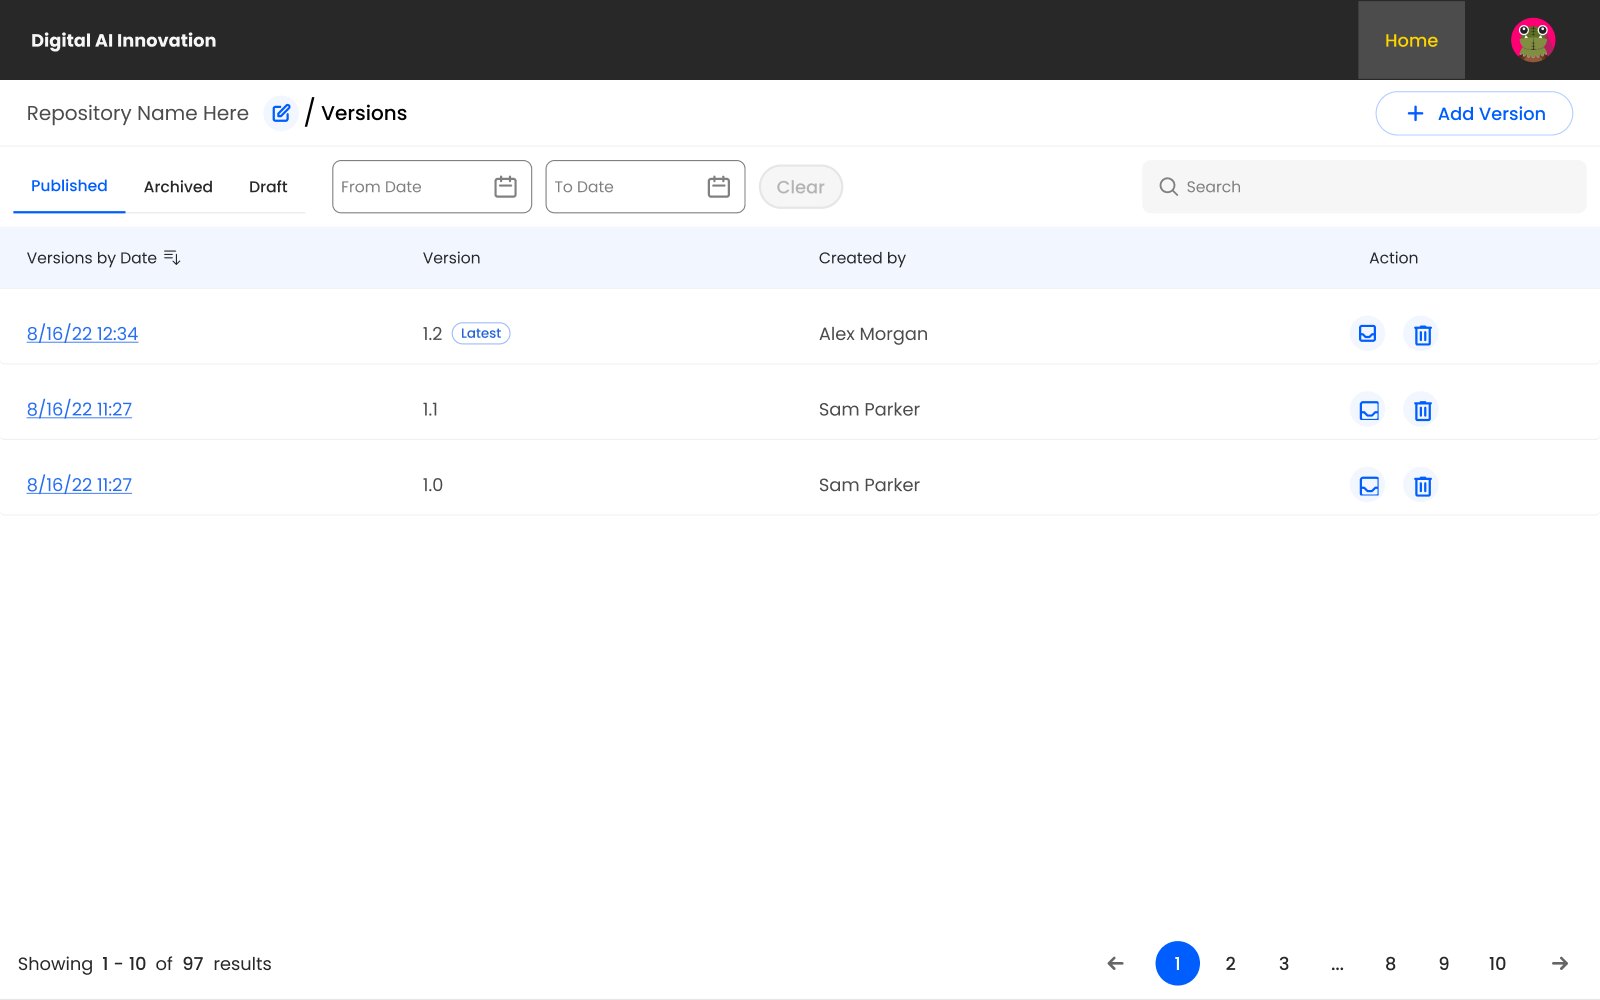 Digital AI Innovation
Home
Repository Name Here / Versions
Add Version
Published Archived Draft From Date To Date Clear Search
Versions by Date Version Created by Action
8/16/22 12:34 1.2 Latest Alex Morgan
8/16/22 11:27 1.1 Sam Parker
8/16/22 11:27 1.0 Sam Parker
Showing 1 - 10 of 97 results 1 2 3 ... 8 9 10